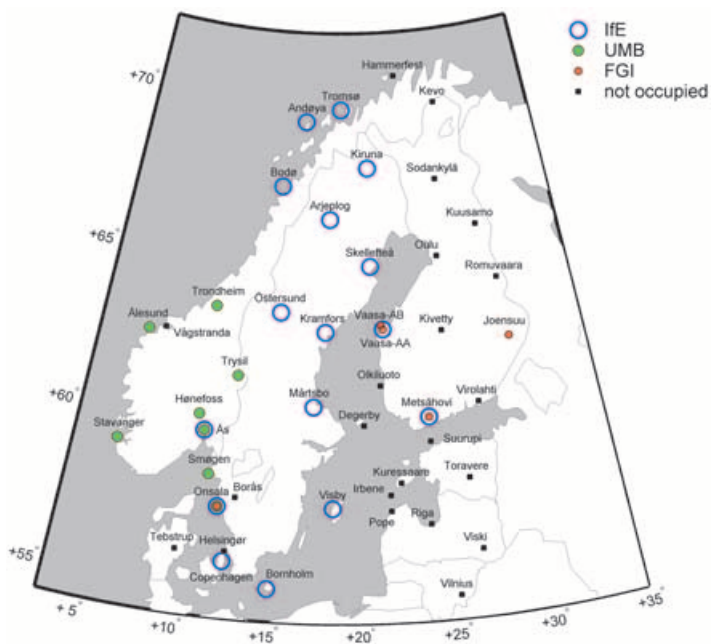 IfE
UMB
FGI
not occupied
+70°
+65°
+60°
+55°
+5°
+10°
+15°
+20°
+25°
+30°
+35°
Hammerfest
Kevo
Tromsø
Andøya
Kiruna
Sodankylä
Bodø
Arjeplog
Kuusamo
Skellefteå
Oulu
Romuvaara
Trondheim
Östersund
Ålesund
Vågstranda
Kramfors
Vaasa-AB
Vaasa-AA
Kivetty
Joensuu
Trysil
Olkiluoto
Hønefoss
Mårtsbo
Metsähovi
Virolahti
Stavanger
Ås
Degerby
Suurupi
Smøgen
Toravere
Onsala
Borås
Kuressaare
Visby
Irbene
Pope
Riga
Tebstrup
Helsingør
Viski
Copenhagen
Bornholm
Vilnius